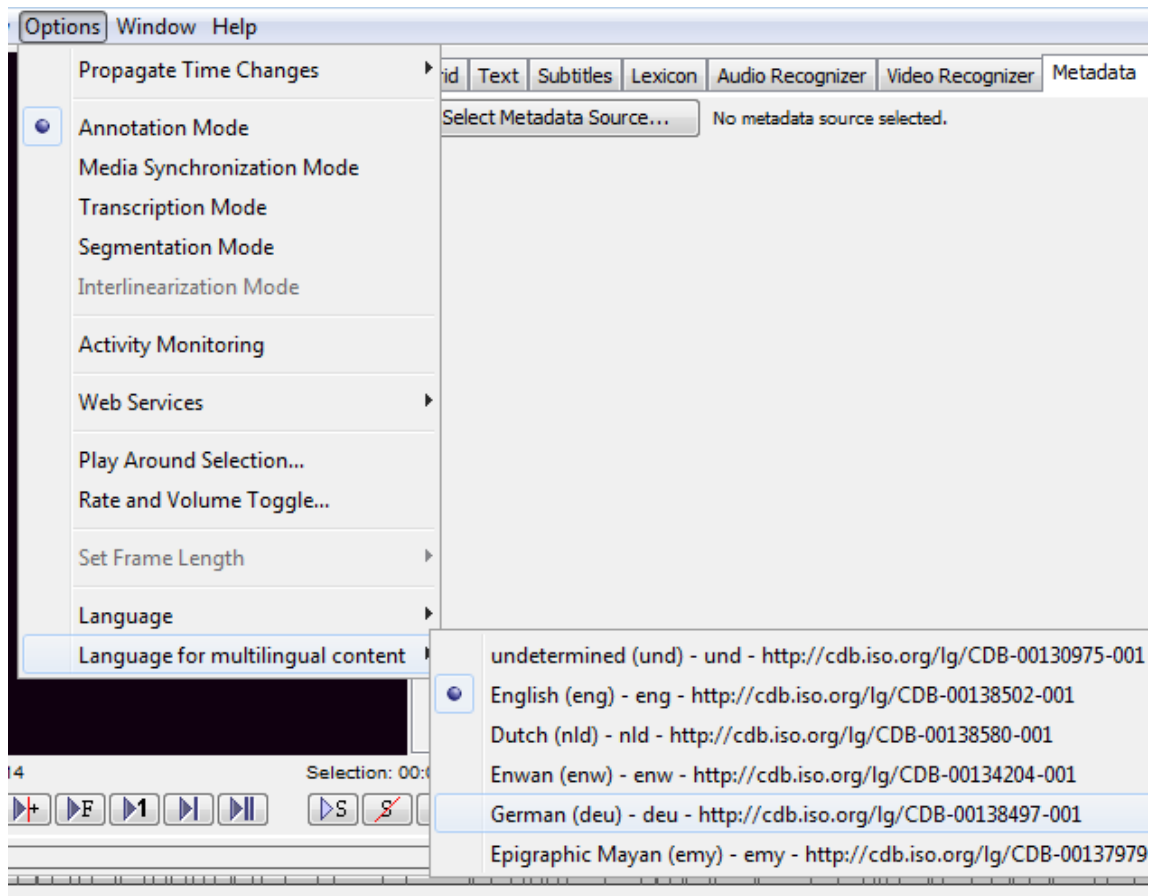 Options Window Help
Propagate Time Changes
Annotation Mode
Media Synchronization Mode
Transcription Mode
Segmentation Mode
Interlinearization Mode
Activity Monitoring
Web Services
Play Around Selection...
Rate and Volume Toggle...
Set Frame Length
Language
Language for multilingual content
id Text Subtitles Lexicon Audio Recognizer Video Recognizer Metadata
Select Metadata Source... No metadata source selected.
undetermined (und) - und - http://cdb.iso.org/lg/CDB-00130975-001
English (eng) - eng - http://cdb.iso.org/lg/CDB-00138502-001
Dutch (nld) - nld - http://cdb.iso.org/lg/CDB-00138580-001
Enwan (enw) - enw - http://cdb.iso.org/lg/CDB-00134204-001
German (deu) - deu - http://cdb.iso.org/lg/CDB-00138497-001
Epigraphic Mayan (emy) - emy - http://cdb.iso.org/lg/CDB-00137979
14 Selection: 00:
F 1 S S